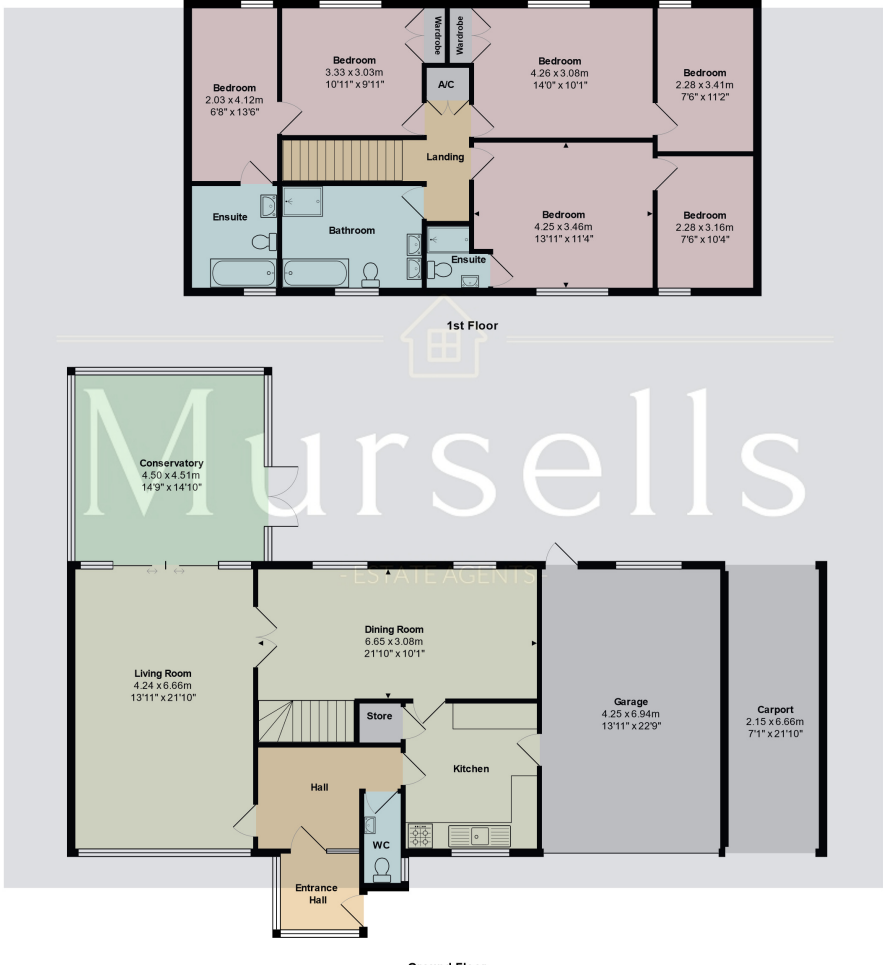 Wardrobe
Wardrobe
Bedroom
2.03 x 4.12m
6'8" x 13'6"
Bedroom
3.33 x 3.03m
10'11" x 9'11"
A/C
Bedroom
4.26 x 3.08m
14'0" x 10'1"
Bedroom
2.28 x 3.41m
7'6" x 11'2"
Landing
Ensuite
Bathroom
Ensuite
Bedroom
4.25 x 3.46m
13'11" x 11'4"
Bedroom
2.28 x 3.16m
7'6" x 10'4"
1st Floor
Mursells
- ESTATE AGENTS -
Conservatory
4.50 x 4.51m
14'9" x 14'10"
Living Room
4.24 x 6.66m
13'11" x 21'10"
Dining Room
6.65 x 3.08m
21'10" x 10'1"
Store
Kitchen
Hall
WC
Entrance
Hall
Garage
4.25 x 6.94m
13'11" x 22'9"
Carport
2.15 x 6.66m
7'1" x 21'10"